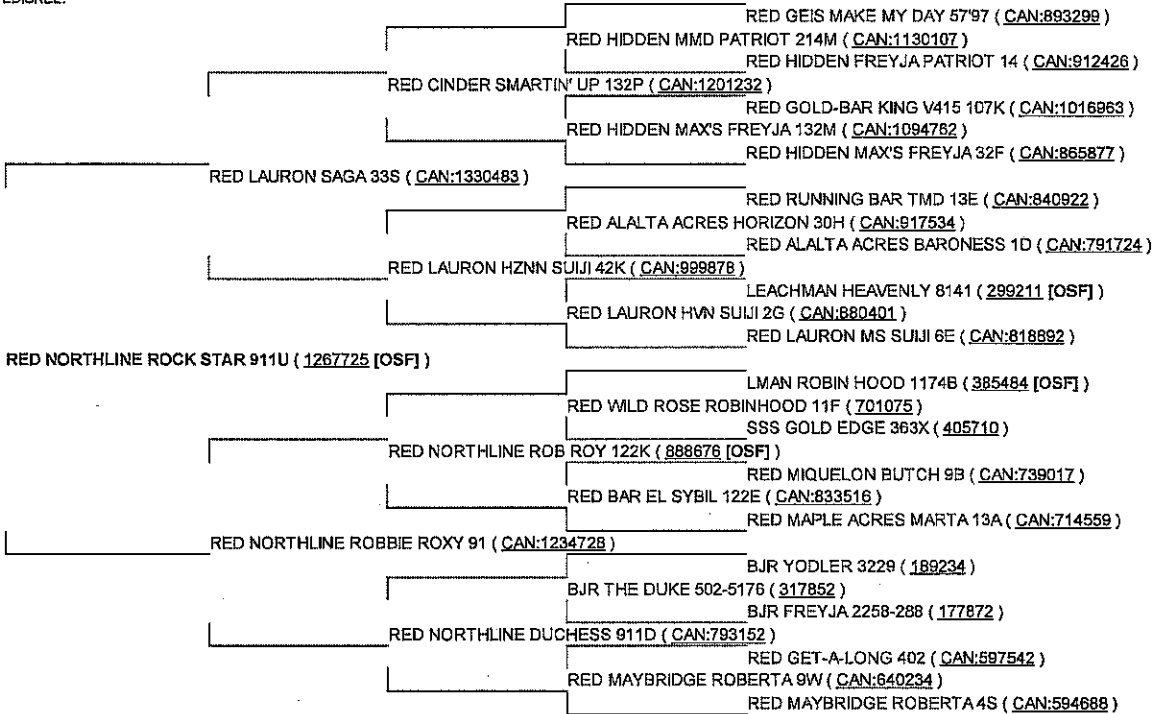 RED GEIS MAKE MY DAY 57'97 ( CAN:893299 )
RED HIDDEN MMD PATRIOT 214M ( CAN:1130107 )
RED HIDDEN FREYJA PATRIOT 14 ( CAN:912426 )
RED CINDER SMARTIN' UP 132P ( CAN:1201232 )
RED GOLD-BAR KING V415 107K ( CAN:1016963 )
RED HIDDEN MAX'S FREYJA 132M ( CAN:1094762 )
RED HIDDEN MAX'S FREYJA 32F ( CAN:865877 )
RED LAURON SAGA 33S ( CAN:1330483 )
RED RUNNING BAR TMD 13E ( CAN:840922 )
RED ALALTA ACRES HORIZON 30H ( CAN:917534 )
RED ALALTA ACRES BARONESS 1D ( CAN:791724 )
RED LAURON HZNN SUIJI 42K ( CAN:999878 )
LEACHMAN HEAVENLY 8141 ( 299211 [OSF] )
RED LAURON HVN SUIJI 2G ( CAN:880401 )
RED LAURON MS SUIJI 6E ( CAN:818892 )
RED NORTHLINE ROCK STAR 911U ( 1267725 [OSF] )
LMAN ROBIN HOOD 1174B ( 385484 [OSF] )
RED WILD ROSE ROBINHOOD 11F ( 701075 )
SSS GOLD EDGE 363X ( 405710 )
RED NORTHLINE ROB ROY 122K ( 888676 [OSF] )
RED MIQUELON BUTCH 9B ( CAN:739017 )
RED BAR EL SYBIL 122E ( CAN:833516 )
RED MAPLE ACRES MARTA 13A ( CAN:714559 )
RED NORTHLINE ROBBIE ROXY 91 ( CAN:1234728 )
BJR YODLER 3229 ( 189234 )
BJR THE DUKE 502-5176 ( 317852 )
BJR FREYJA 2258-288 ( 177872 )
RED NORTHLINE DUCHESS 911D ( CAN:793152 )
RED GET-A-LONG 402 ( CAN:597542 )
RED MAYBRIDGE ROBERTA 9W ( CAN:640234 )
RED MAYBRIDGE ROBERTA 4S ( CAN:594688 )